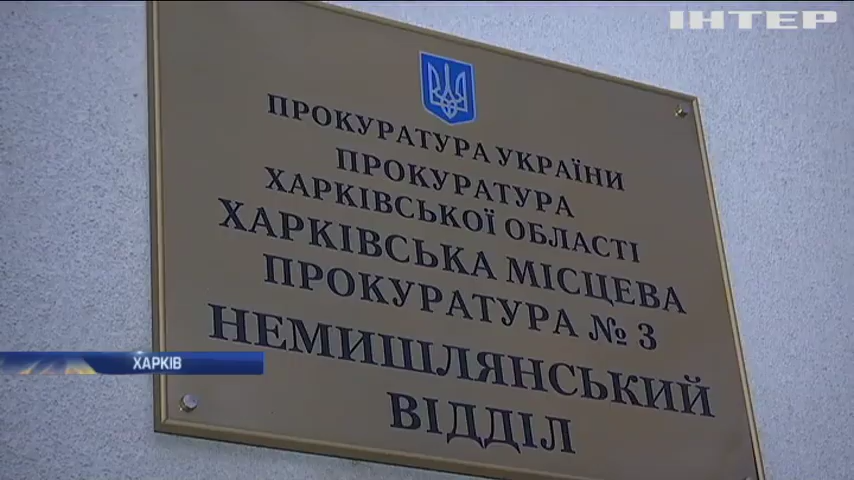 ІНТЕР
ПРОКУРАТУРА УКРАЇНИ
ПРОКУРАТУРА
ХАРКІВСЬКОЇ ОБЛАСТІ
ХАРКІВСЬКА МІСЦЕВА
ПРОКУРАТУРА № 3
НЕМИШЛЯНСЬКИЙ
ВІДДІЛ
ХАРКІВ